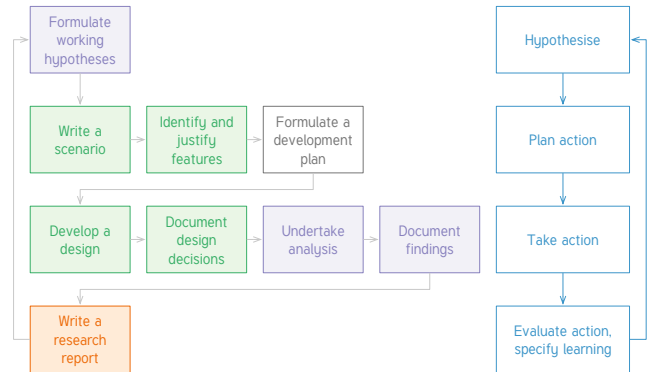 Formulate
working
hypotheses
Hypothesise
Write a
scenario
Identify and
justify
features
Formulate a
development
plan
Plan action
Develop a
design
Document
design
decisions
Undertake
analysis
Document
findings
Take action
Write a
research
report
Evaluate action,
specify learning